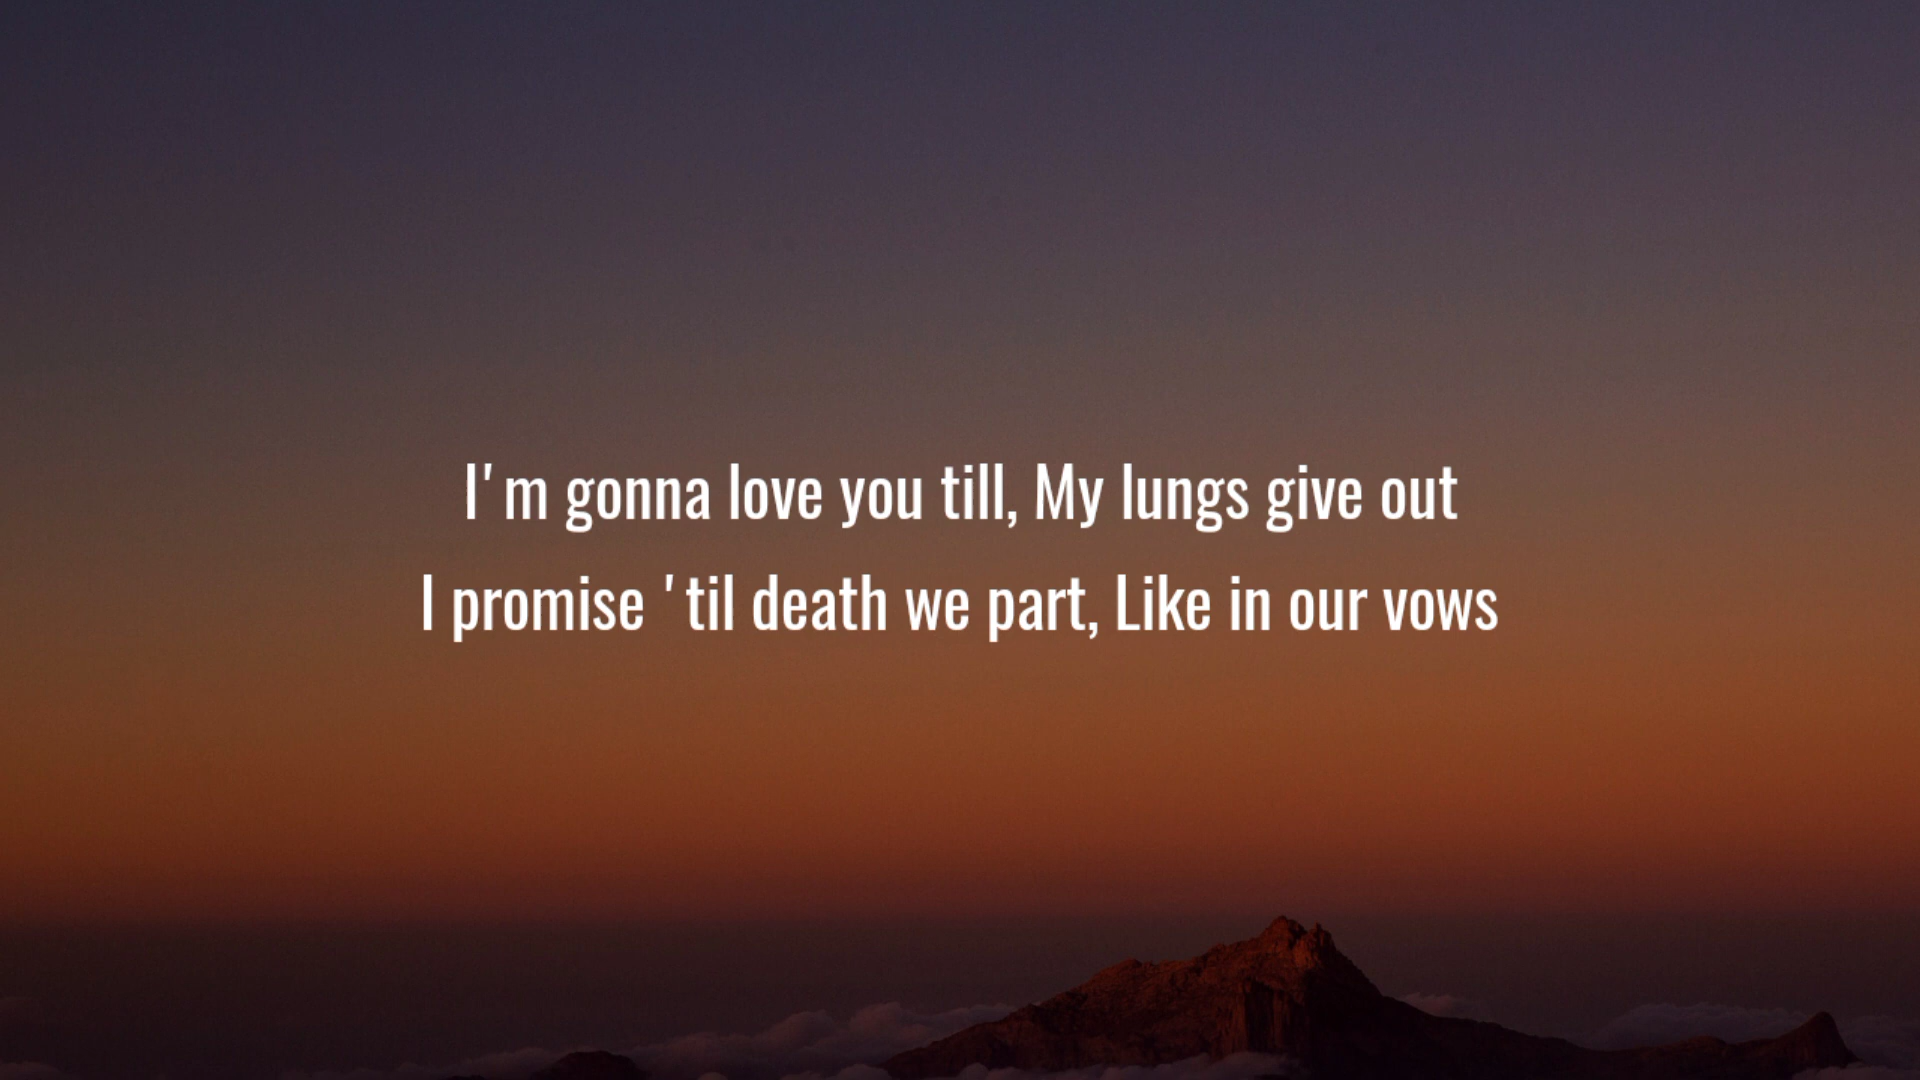 I'm gonna love you till, My lungs give out
I promise 'til death we part, Like in our vows